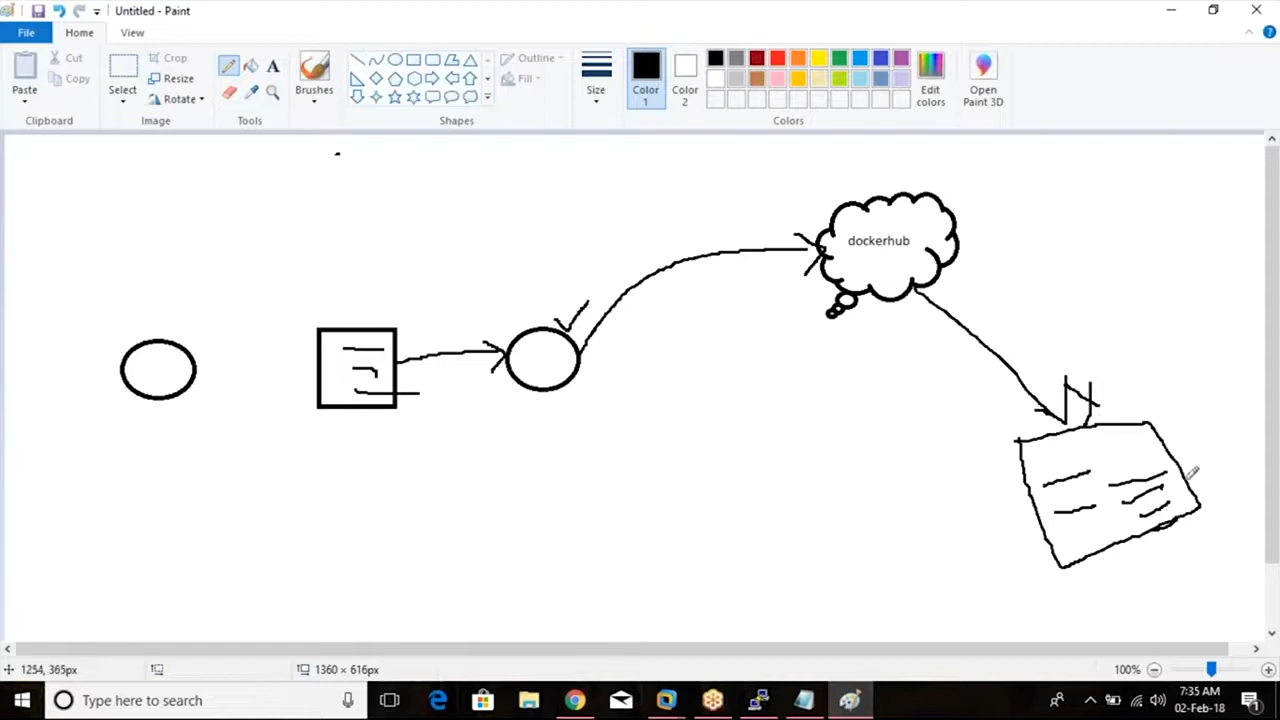 Untitled - Paint
File
Home
View
Paste
Cut
Copy
Clipboard
Select
Crop
Resize
Rotate
Image
A
Tools
Brushes
Outline
Fill
Shapes
Size
Color
1
Color
2
Edit
colors
Colors
Open
Paint 3D
dockerhub
1254, 365px
1360 × 616px
100%
Type here to search
7:35 AM
02-Feb-18
1